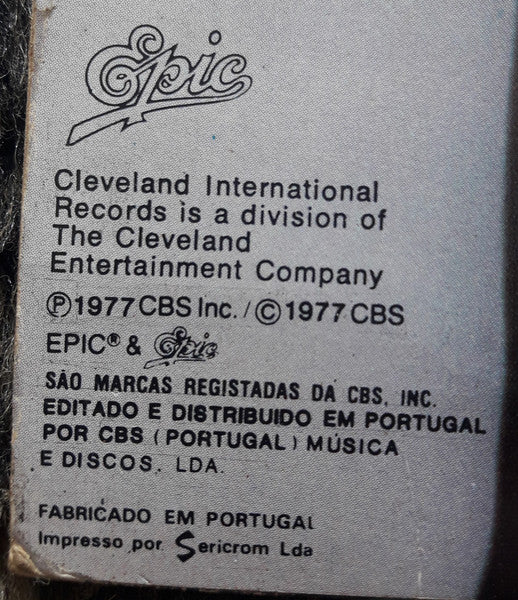 Epic
Cleveland International
Records is a division of
The Cleveland
Entertainment Company
Ⓟ1977 CBS Inc./©1977 CBS
EPIC® & Epic
SÃO MARCAS REGISTADAS DA CBS, INC.
EDITADO E DISTRIBUIDO EM PORTUGAL
POR CBS (PORTUGAL) MÚSICA
E DISCOS, LDA.
FABRICADO EM PORTUGAL
Impresso por Sericrom Lda